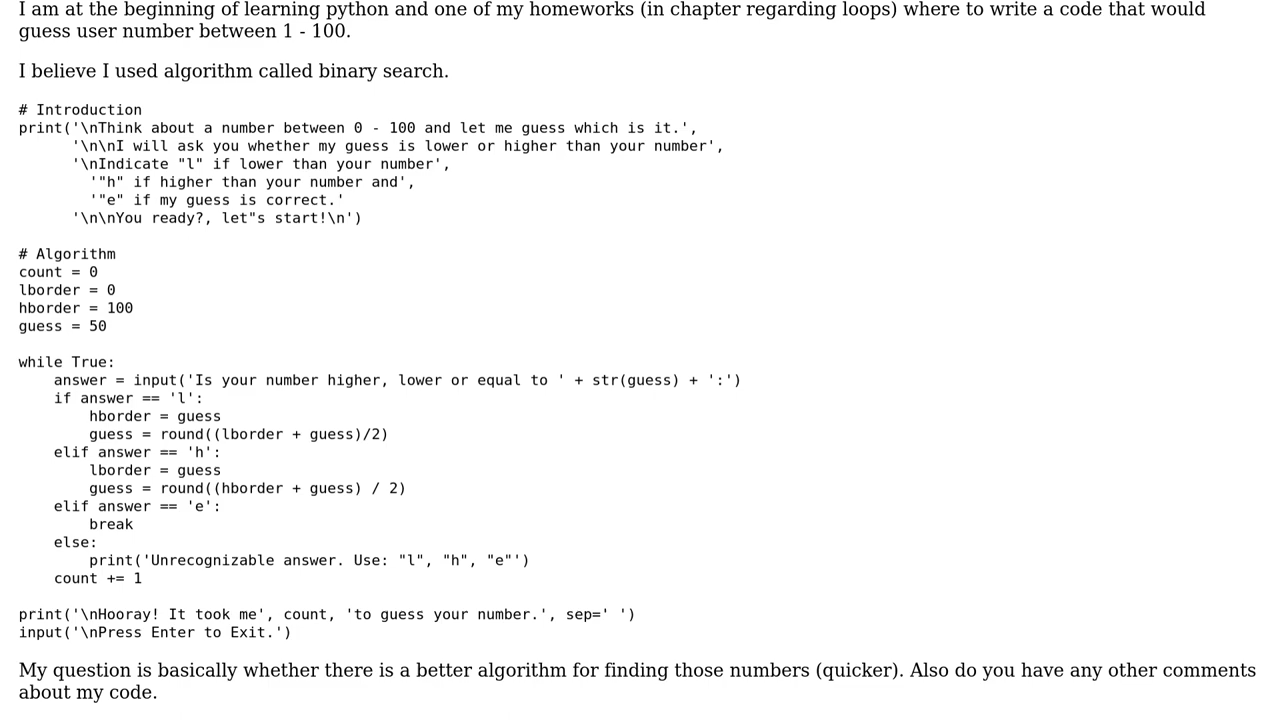 I am at the beginning of learning python and one of my homeworks (in chapter regarding loops) where to write a code that would
guess user number between 1 - 100.
I believe I used algorithm called binary search.
# Introduction
print('\nThink about a number between 0 - 100 and let me guess which is it.',
      '\n\nI will ask you whether my guess is lower or higher than your number',
      '\nIndicate "l" if lower than your number',
        '"h" if higher than your number and',
        '"e" if my guess is correct.'
      '\n\nYou ready?, let"s start!\n')
# Algorithm
count = 0
lborder = 0
hborder = 100
guess = 50
while True:
    answer = input('Is your number higher, lower or equal to ' + str(guess) + ':')
    if answer == 'l':
        hborder = guess
        guess = round((lborder + guess)/2)
    elif answer == 'h':
        lborder = guess
        guess = round((hborder + guess) / 2)
    elif answer == 'e':
        break
    else:
        print('Unrecognizable answer. Use: "l", "h", "e"')
    count += 1
print('\nHooray! It took me', count, 'to guess your number.', sep=' ')
input('\nPress Enter to Exit.')
My question is basically whether there is a better algorithm for finding those numbers (quicker). Also do you have any other comments
about my code.